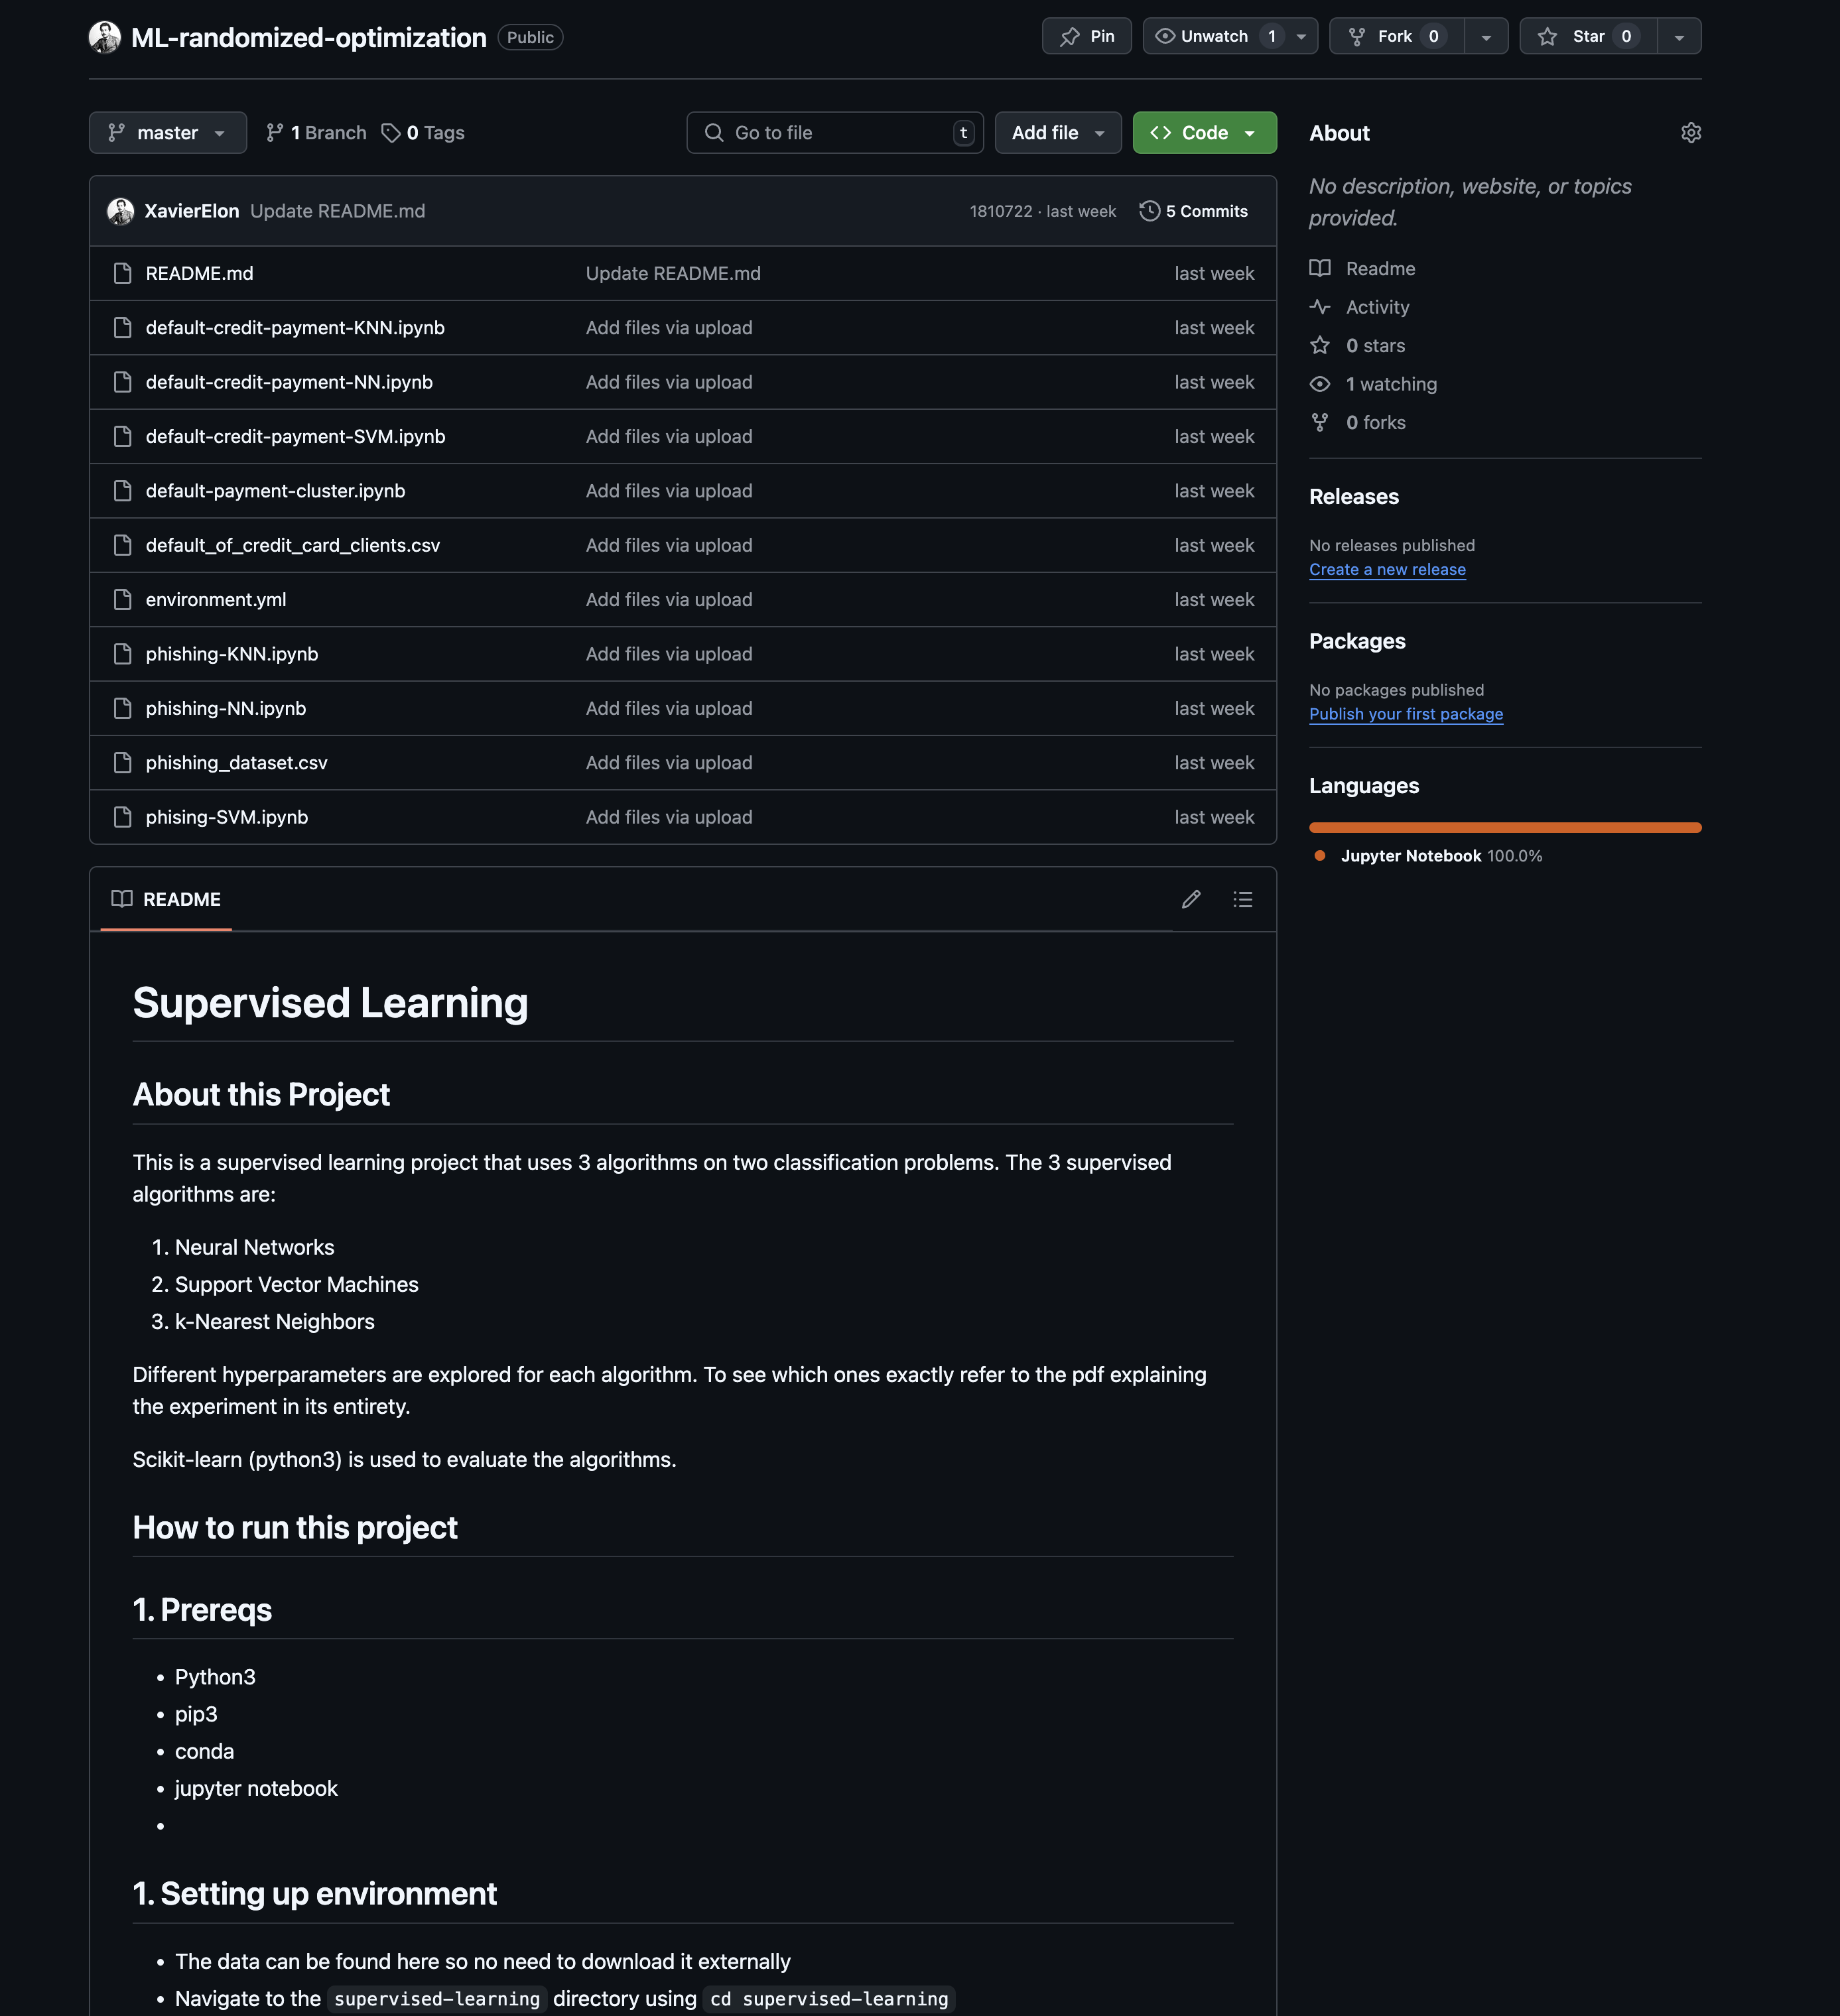 ML-randomized-optimization Public Pin Unwatch 1 Fork 0 Star 0
master 1 Branch 0 Tags Go to file t Add file Code
XavierElon Update README.md 1810722 · last week 5 Commits
README.md Update README.md last week
default-credit-payment-KNN.ipynb Add files via upload last week
default-credit-payment-NN.ipynb Add files via upload last week
default-credit-payment-SVM.ipynb Add files via upload last week
default-payment-cluster.ipynb Add files via upload last week
default_of_credit_card_clients.csv Add files via upload last week
environment.yml Add files via upload last week
phishing-KNN.ipynb Add files via upload last week
phishing-NN.ipynb Add files via upload last week
phishing_dataset.csv Add files via upload last week
phising-SVM.ipynb Add files via upload last week
README
Supervised Learning
About this Project
This is a supervised learning project that uses 3 algorithms on two classification problems. The 3 supervised
algorithms are:
1. Neural Networks
2. Support Vector Machines
3. k-Nearest Neighbors
Different hyperparameters are explored for each algorithm. To see which ones exactly refer to the pdf explaining
the experiment in its entirety.
Scikit-learn (python3) is used to evaluate the algorithms.
How to run this project
1. Prereqs
• Python3
• pip3
• conda
• jupyter notebook
•
1. Setting up environment
• The data can be found here so no need to download it externally
• Navigate to the supervised-learning directory using cd supervised-learning
About
No description, website, or topics
provided.
Readme
Activity
0 stars
1 watching
0 forks
Releases
No releases published
Create a new release
Packages
No packages published
Publish your first package
Languages
Jupyter Notebook 100.0%